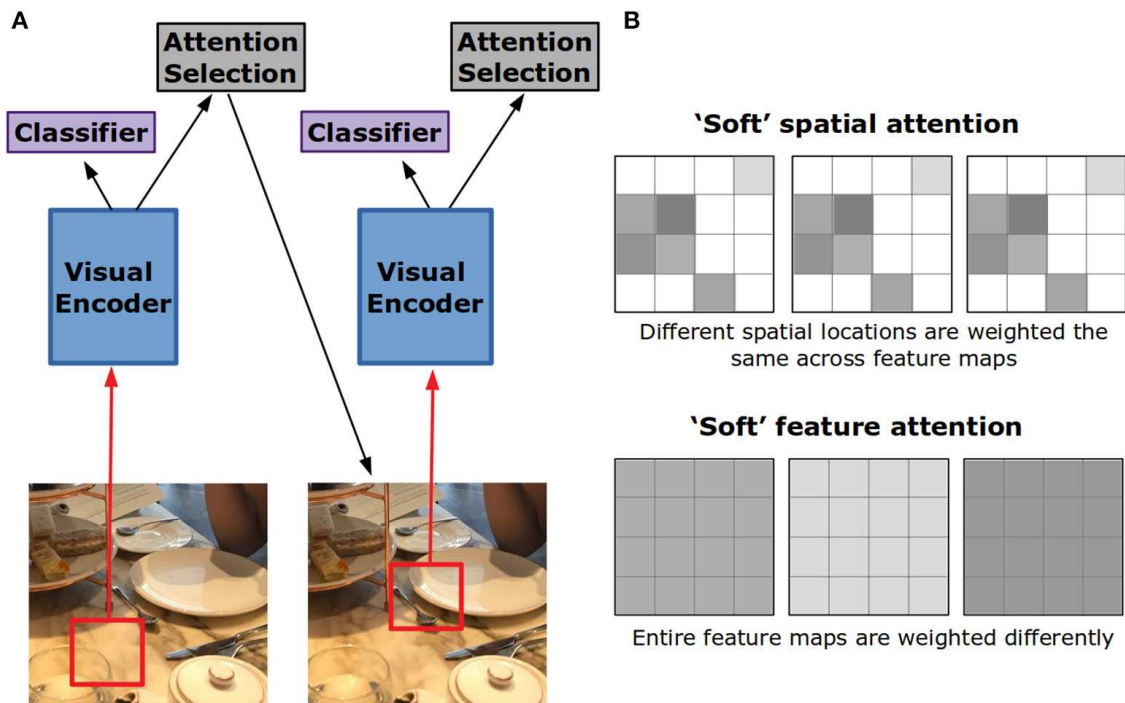 A
Attention
Selection
Attention
Selection
Classifier
Classifier
Visual
Encoder
Visual
Encoder
B
‘Soft’ spatial attention
Different spatial locations are weighted the
same across feature maps
‘Soft’ feature attention
Entire feature maps are weighted differently